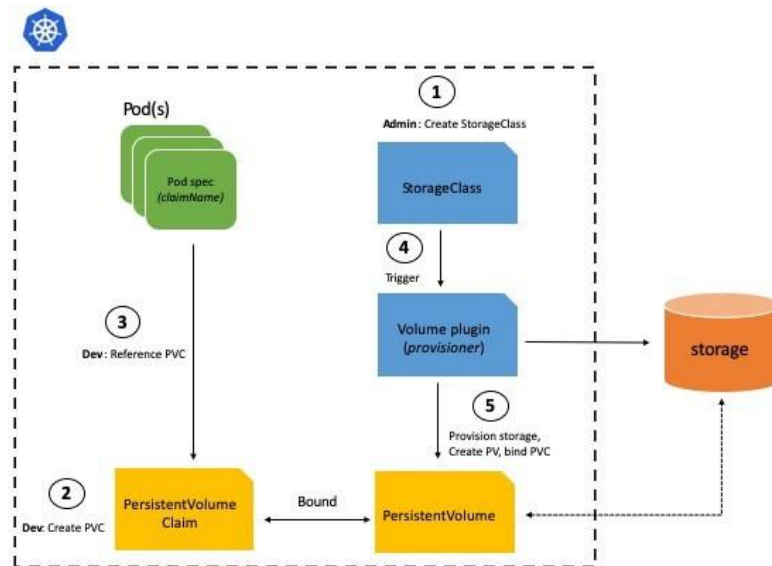 1
Pod(s)
Admin: Create StorageClass
Pod spec
(claimName)
StorageClass
4
Trigger
3
Dev: Reference PVC
Volume plugin
(provisioner)
storage
5
Provision storage,
Create PV, bind PVC
2
Dev: Create PVC
PersistentVolume
Claim
Bound
PersistentVolume